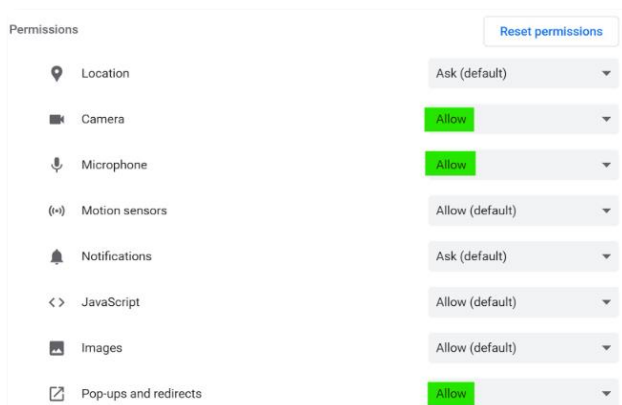 Permissions Reset permissions
Location Ask (default)
Camera Allow
Microphone Allow
Motion sensors Allow (default)
Notifications Ask (default)
JavaScript Allow (default)
Images Allow (default)
Pop-ups and redirects Allow